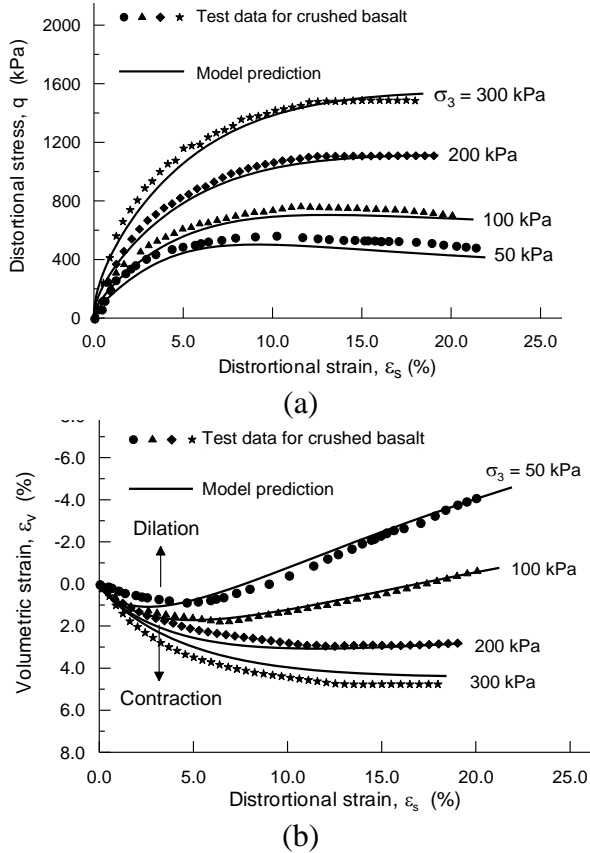 Test data for crushed basalt
Model prediction
Distortional stress, q (kPa)
1600
1200
800
400
0
σ3 = 300 kPa
200 kPa
100 kPa
50 kPa
0.0 5.0 10.0 15.0 20.0 25.0
Distrortional strain, εs (%)
(a)
Test data for crushed basalt
Model prediction
Volumetric strain, εv (%)
-6.0
-4.0
-2.0
0.0
2.0
4.0
6.0
8.0
Dilation
Contraction
σ3 = 50 kPa
100 kPa
200 kPa
300 kPa
0.0 5.0 10.0 15.0 20.0 25.0
Distrortional strain, εs (%)
(b)